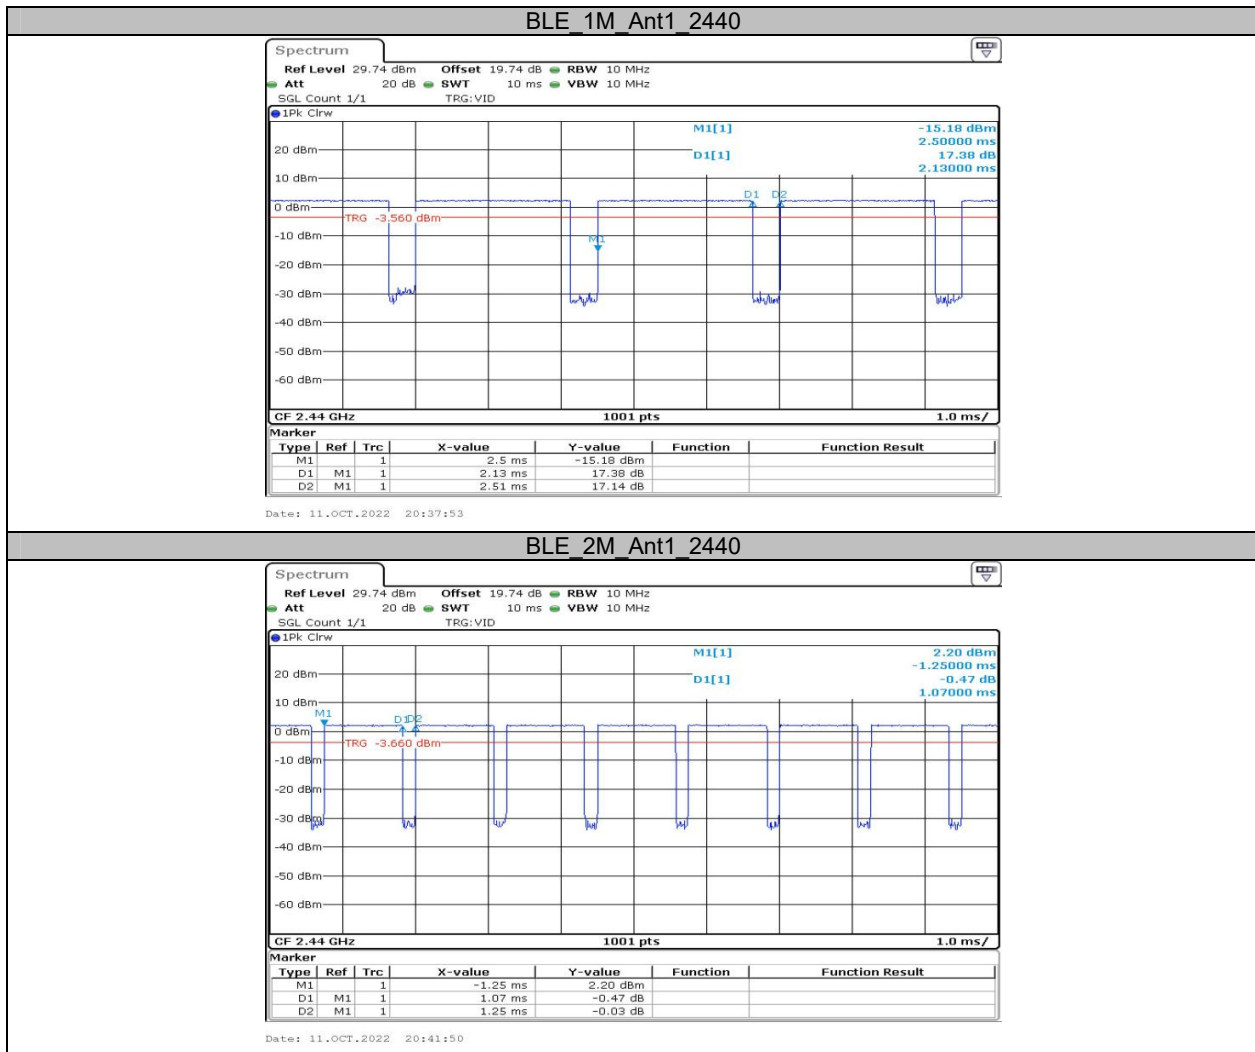 BLE_1M_Ant1_2440
Spectrum
Ref Level 29.74 dBm Offset 19.74 dB RBW 10 MHz
Att 20 dB SWT 10 ms VBW 10 MHz
SGL Count 1/1 TRG:VID
1Pk Clrw
M1[1] -15.18 dBm
2.50000 ms
20 dBm
D1[1] 17.38 dB
2.13000 ms
10 dBm
D1 D2
0 dBm
TRG -3.560 dBm
-10 dBm
M1
-20 dBm
-30 dBm
-40 dBm
-50 dBm
-60 dBm
CF 2.44 GHz 1001 pts 1.0 ms/
Marker
Type Ref Trc X-value Y-value Function Function Result
M1 1 2.5 ms -15.18 dBm
D1 M1 1 2.13 ms 17.38 dB
D2 M1 1 2.51 ms 17.14 dB
Date: 11.OCT.2022 20:37:53
BLE_2M_Ant1_2440
Spectrum
Ref Level 29.74 dBm Offset 19.74 dB RBW 10 MHz
Att 20 dB SWT 10 ms VBW 10 MHz
SGL Count 1/1 TRG:VID
1Pk Clrw
M1[1] 2.20 dBm
-1.25000 ms
20 dBm
D1[1] -0.47 dB
1.07000 ms
10 dBm
M1
D1 D2
0 dBm
TRG -3.660 dBm
-10 dBm
-20 dBm
-30 dBm
-40 dBm
-50 dBm
-60 dBm
CF 2.44 GHz 1001 pts 1.0 ms/
Marker
Type Ref Trc X-value Y-value Function Function Result
M1 1 -1.25 ms 2.20 dBm
D1 M1 1 1.07 ms -0.47 dB
D2 M1 1 1.25 ms -0.03 dB
Date: 11.OCT.2022 20:41:50